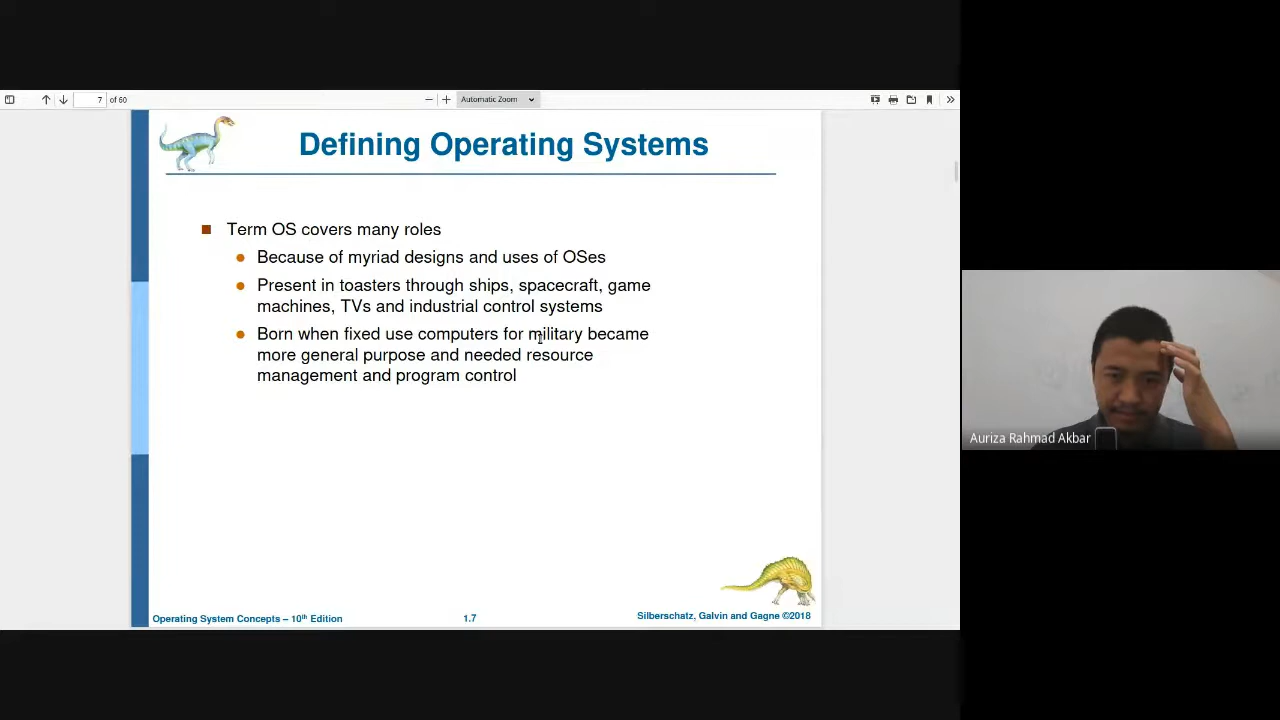 7 of 60
Automatic Zoom
Defining Operating Systems
Term OS covers many roles
Because of myriad designs and uses of OSes
Present in toasters through ships, spacecraft, game
machines, TVs and industrial control systems
Born when fixed use computers for military became
more general purpose and needed resource
management and program control
Operating System Concepts – 10th Edition
1.7
Silberschatz, Galvin and Gagne ©2018
Auriza Rahmad Akbar